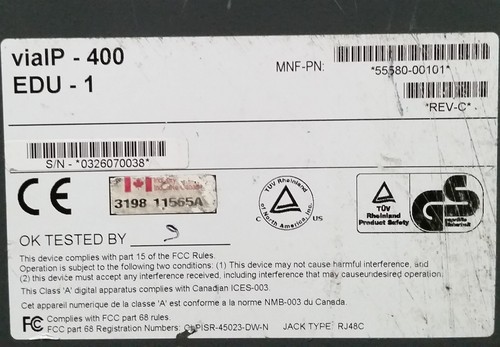 viaIP - 400
EDU - 1
MNF-PN:
*55580-00101*
*REV-C*
S/N - *0326070038*
CE
3198 11565A
TÜV Rheinland
of North America, Inc.
C US
TÜV
Rheinland
Product Safety
GS
geprüfte
Sicherheit
OK TESTED BY
This device complies with part 15 of the FCC Rules.
Operation is subject to the following two conditions: (1) This device may not cause harmful interference, and
(2) this device must accept any interference received, including interference that may causeundesired operation.
This Class 'A' digital apparatus complies with Canadian ICES-003.
Cet appareil numerique de la classe 'A' est conforme a la norme NMB-003 du Canada.
FCC Complies with Part 68 rules.
FCC part 68 Registration Numbers: JACK TYPE RJ48C